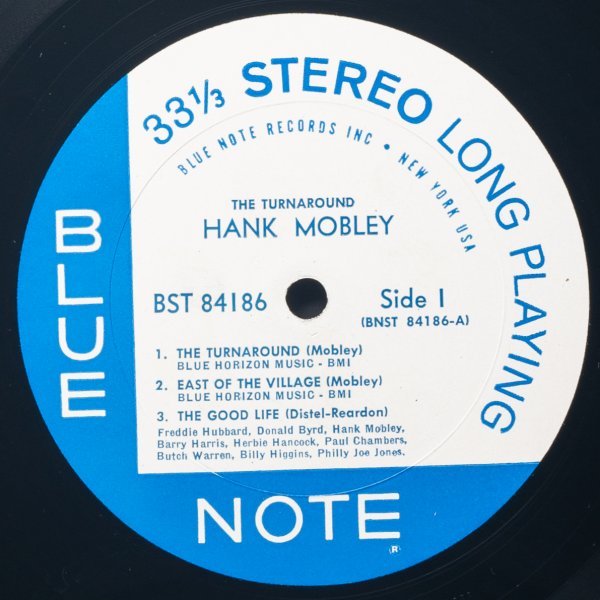 33⅓ STEREO LONG PLAYING
BLUE NOTE RECORDS INC • NEW YORK USA
THE TURNAROUND
HANK MOBLEY
BST 84186
Side 1
(BNST 84186-A)
1. THE TURNAROUND (Mobley)
BLUE HORIZON MUSIC - BMI
2. EAST OF THE VILLAGE (Mobley)
BLUE HORIZON MUSIC - BMI
3. THE GOOD LIFE (Distel-Reardon)
Freddie Hubbard, Donald Byrd, Hank Mobley,
Barry Harris, Herbie Hancock, Paul Chambers,
Butch Warren, Billy Higgins, Philly Joe Jones.
BLUE
NOTE
(R)